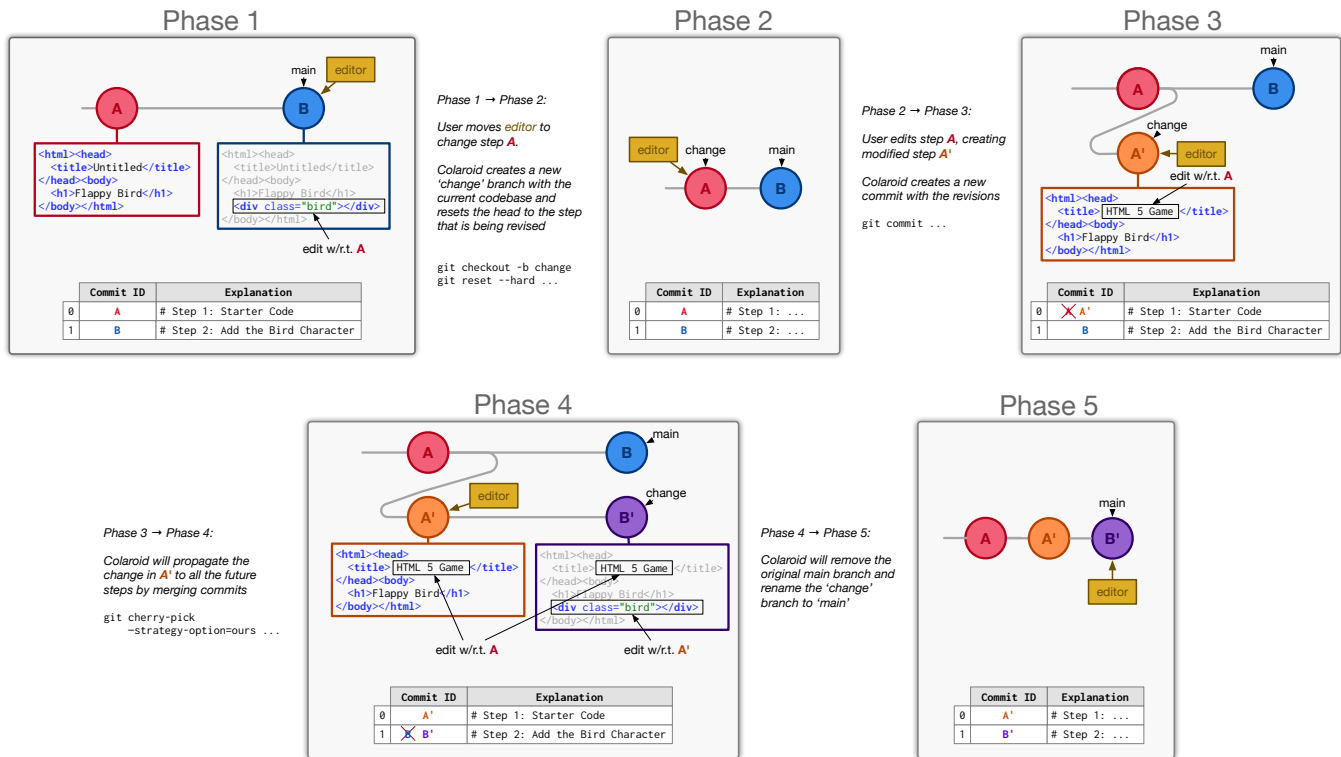 Phase 1
main
editor
A
B
<html><head>
<title>Untitled</title>
</head><body>
<h1>Flappy Bird</h1>
</body></html>
<html><head>
<title>Untitled</title>
</head><body>
<h1>Flappy Bird</h1>
<div class="bird"></div>
</body></html>
edit w/r.t. A
Commit ID Explanation
0 A # Step 1: Starter Code
1 B # Step 2: Add the Bird Character
Phase 1 → Phase 2:
User moves editor to
change step A.
Colaroid creates a new
‘change’ branch with the
current codebase and
resets the head to the step
that is being revised
git checkout -b change
git reset --hard ...
Phase 2
editor
change
main
A
B
Commit ID Explanation
0 A # Step 1: ...
1 B # Step 2: ...
Phase 2 → Phase 3:
User edits step A, creating
modified step A'
Colaroid creates a new
commit with the revisions
git commit ...
Phase 3
main
A
B
change
A'
editor
edit w/r.t. A
<html><head>
<title> HTML 5 Game </title>
</head><body>
<h1>Flappy Bird</h1>
</body></html>
Commit ID Explanation
0 A A' # Step 1: Starter Code
1 B # Step 2: Add the Bird Character
Phase 3 → Phase 4:
Colaroid will propagate the
change in A' to all the future
steps by merging commits
git cherry-pick
—strategy-option=ours ...
Phase 4
A
B
main
editor
change
A'
B'
<html><head>
<title> HTML 5 Game </title>
</head><body>
<h1>Flappy Bird</h1>
</body></html>
<html><head>
<title> HTML 5 Game </title>
</head><body>
<h1>Flappy Bird</h1>
<div class="bird"></div>
</body></html>
edit w/r.t. A
edit w/r.t. A'
Commit ID Explanation
0 A' # Step 1: Starter Code
1 B B' # Step 2: Add the Bird Character
Phase 4 → Phase 5:
Colaroid will remove the
original main branch and
rename the ‘change’
branch to ‘main’
Phase 5
main
A
A'
B'
editor
Commit ID Explanation
0 A' # Step 1: ...
1 B' # Step 2: ...